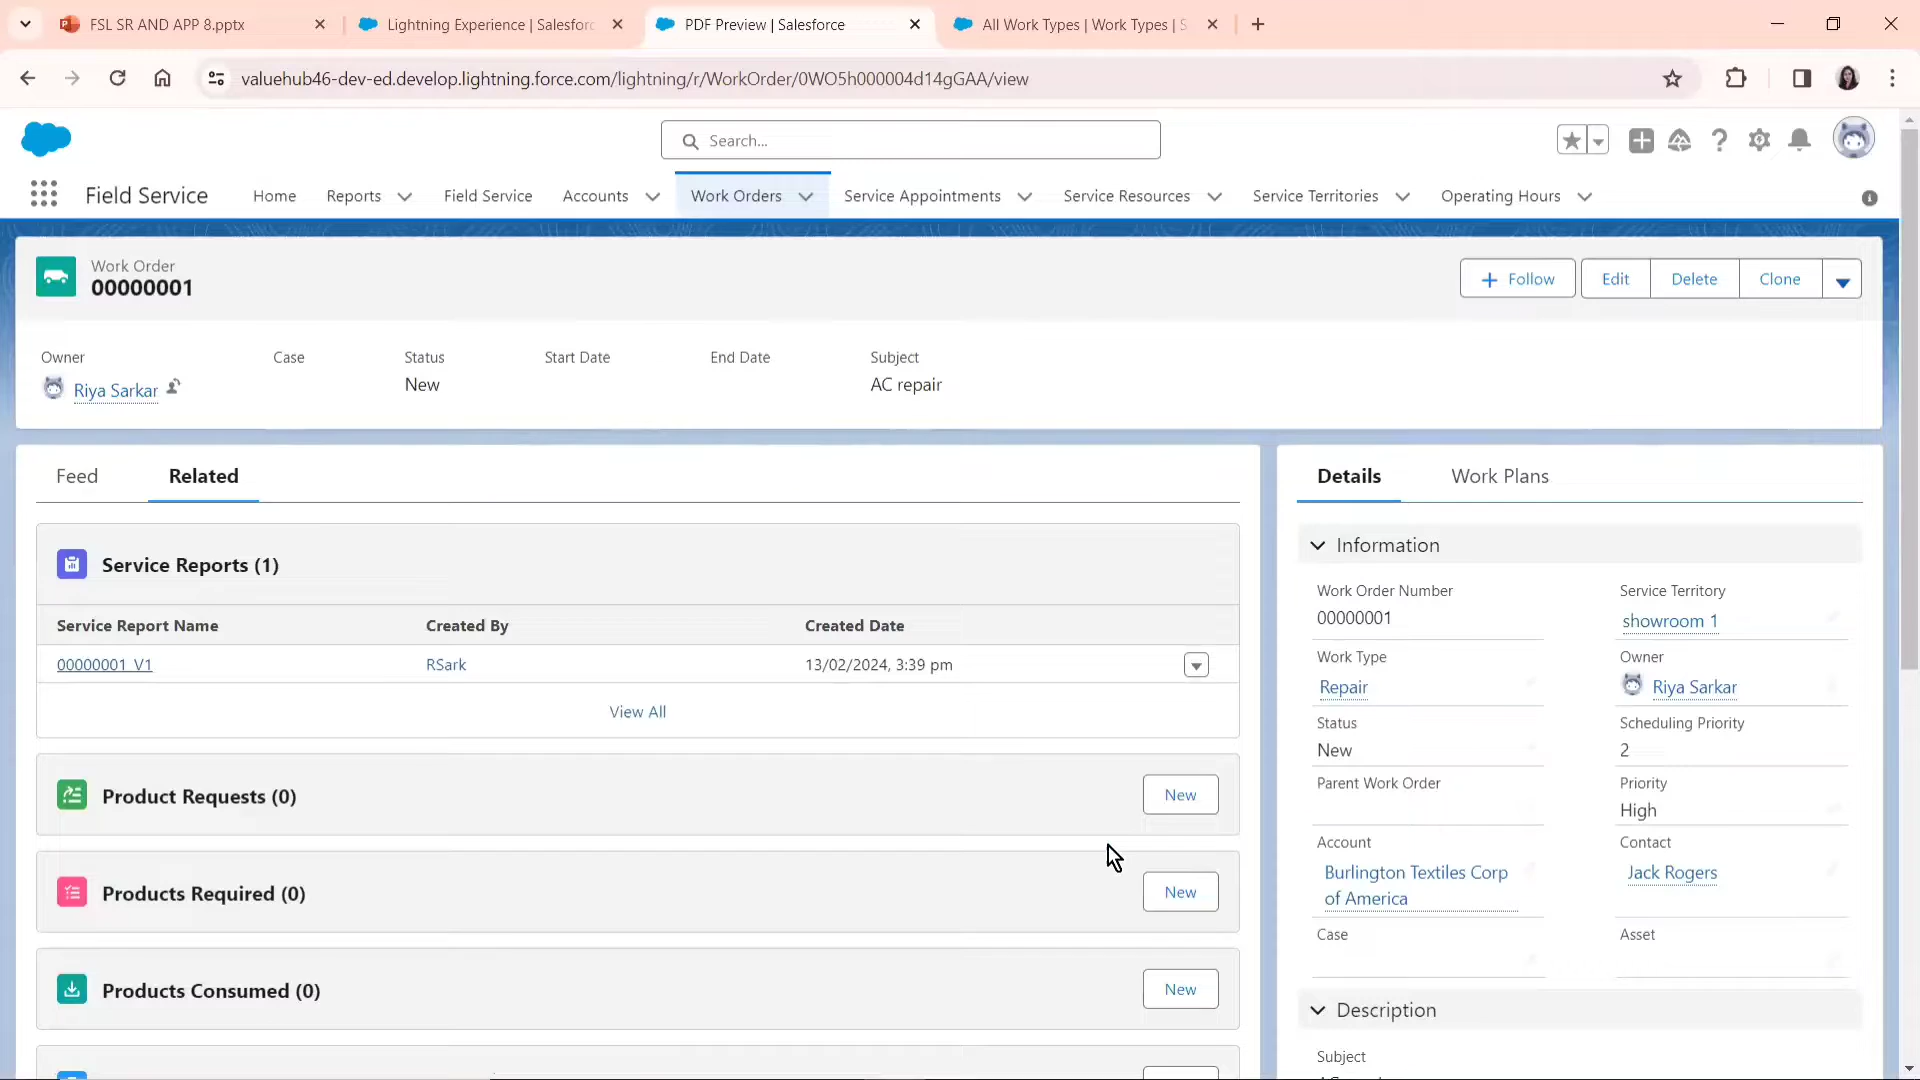 FSL SR AND APP 8.pptx
Lightning Experience | Salesforc
PDF Preview | Salesforce
All Work Types | Work Types | S
valuehub46-dev-ed.develop.lightning.force.com/lightning/r/WorkOrder/0WO5h000004d14gGAA/view
Search...
Field Service
Home
Reports
Field Service
Accounts
Work Orders
Service Appointments
Service Resources
Service Territories
Operating Hours
Work Order
00000001
Follow
Edit
Delete
Clone
Owner
Case
Status
Start Date
End Date
Subject
Riya Sarkar
New
AC repair
Feed
Related
Service Reports (1)
Service Report Name
Created By
Created Date
00000001_V1
RSark
13/02/2024, 3:39 pm
View All
Product Requests (0)
New
Products Required (0)
New
Products Consumed (0)
New
Details
Work Plans
Information
Work Order Number
00000001
Service Territory
showroom 1
Work Type
Repair
Owner
Riya Sarkar
Status
New
Scheduling Priority
2
Parent Work Order
Priority
High
Account
Burlington Textiles Corp
of America
Contact
Jack Rogers
Case
Asset
Description
Subject